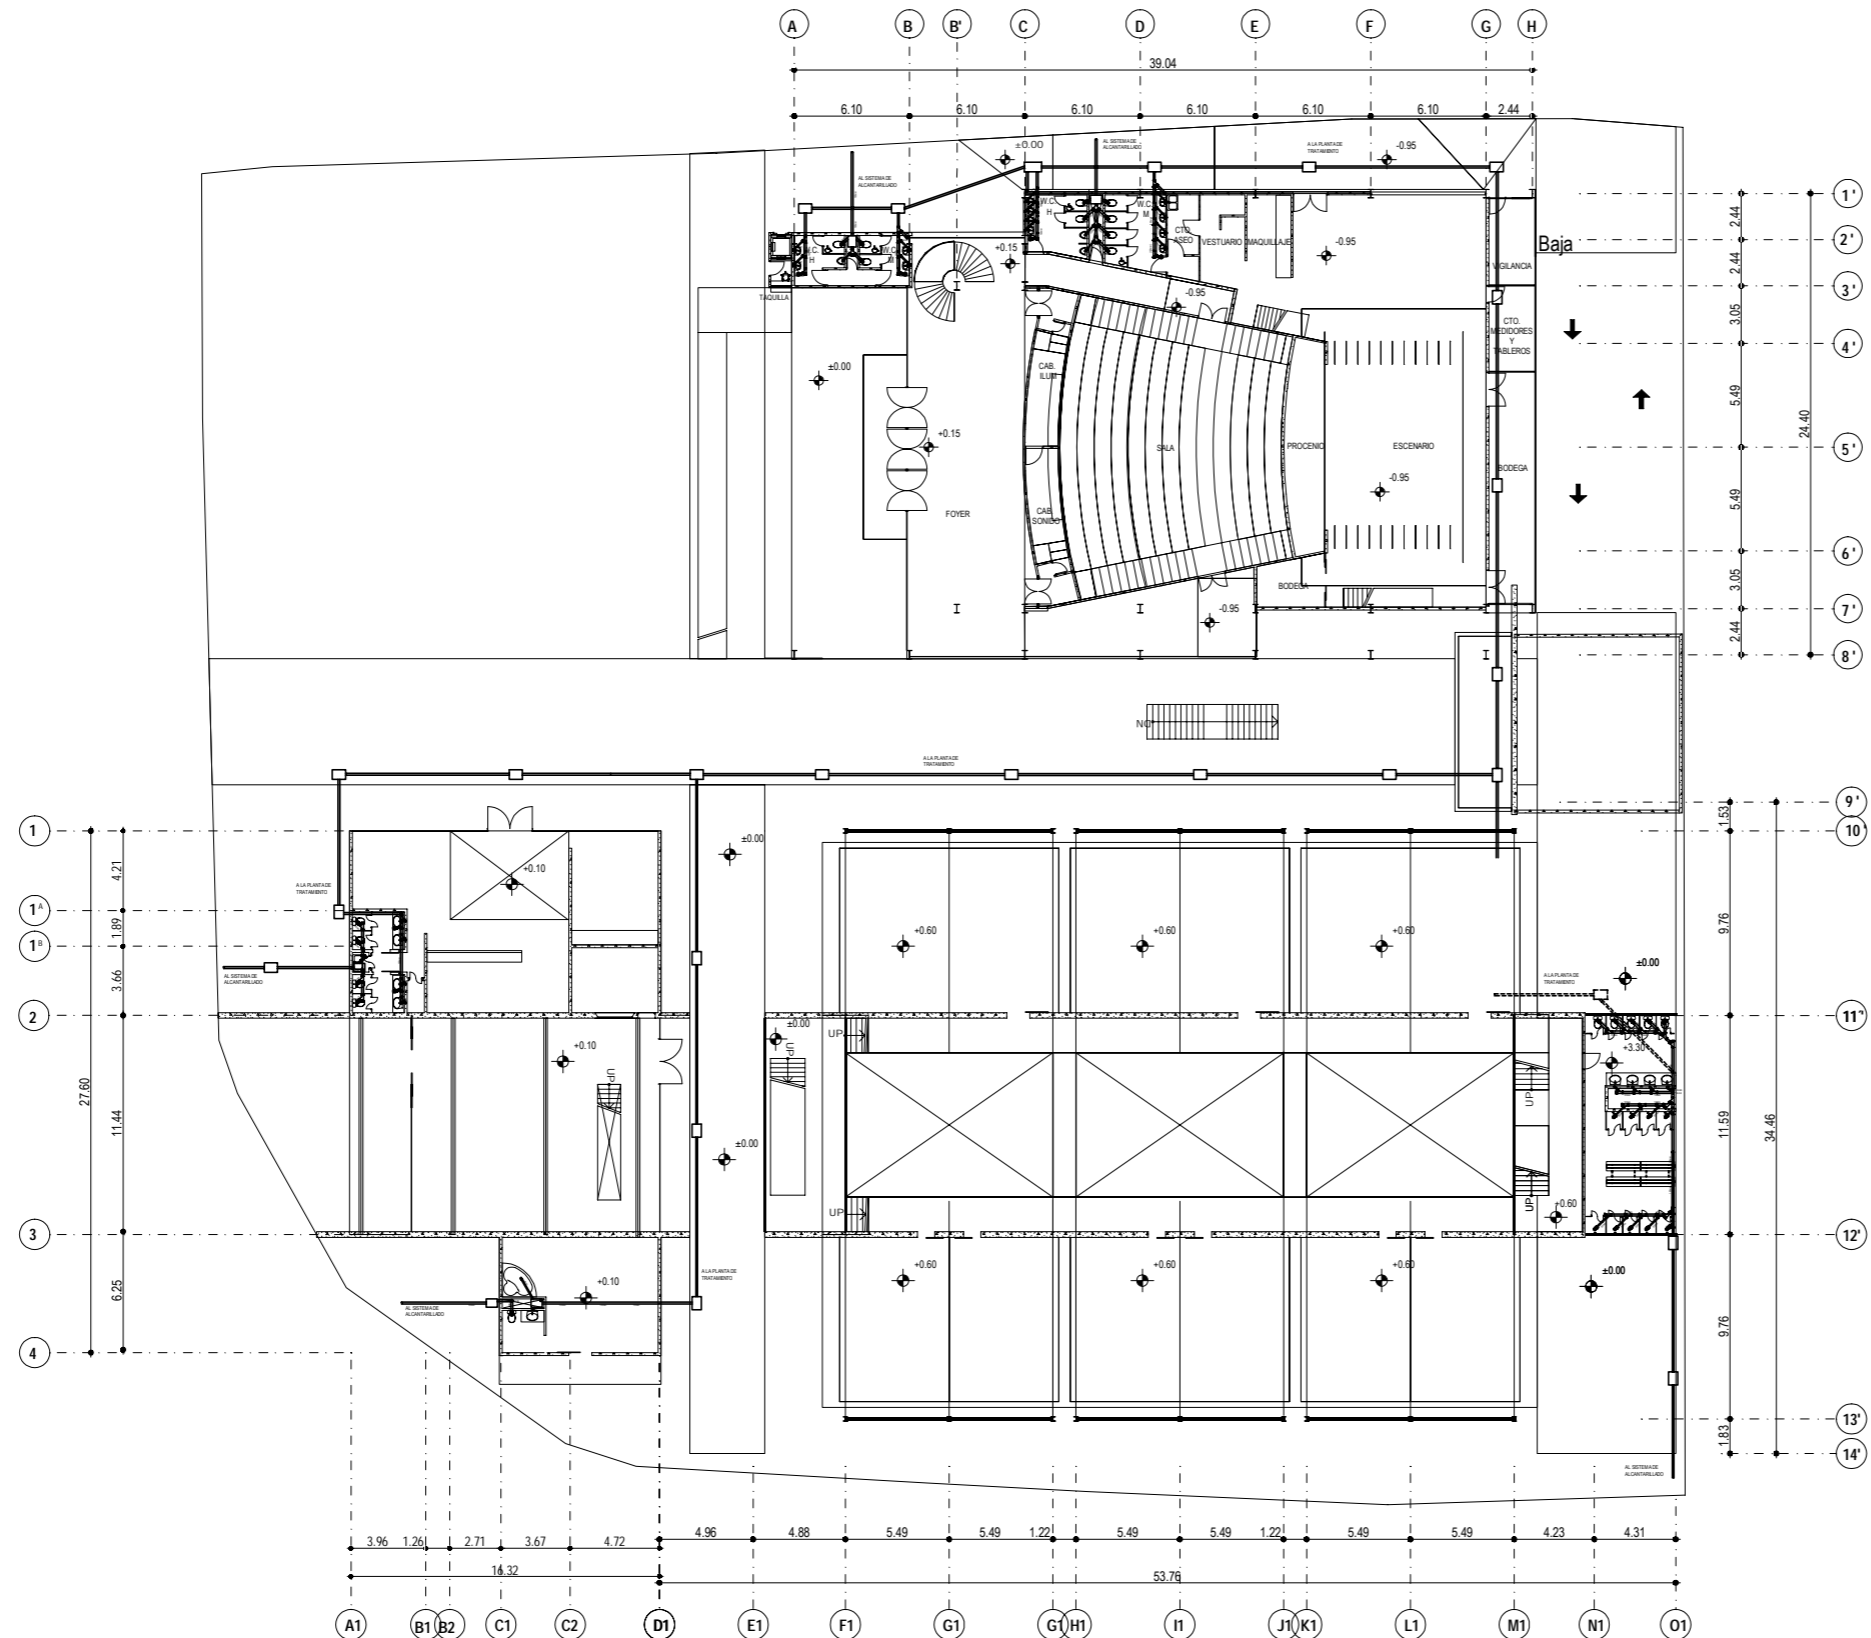 A B B' C D E F G H
39.04
6.10 6.10 6.10 6.10 6.10 6.10 2.44
±0.00
AL SISTEMA DE
ALCANTARILLADO
A LA PLANTA DE
TRATAMIENTO
-0.95
AL SISTEMA DE
ALCANTARILLADO
1'
W.C.
H
W.C.
M
CTO.
ASEO
VESTUARIO
MAQUILLAJE
2.44
+0.15
-0.95
Baja
2'
W.C.
H
W.C.
M
VIGILANCIA
2.44
TAQUILLA
-0.95
3'
CTO.
MEDIDORES
Y
TABLEROS
3.05
4'
±0.00
CAB.
ILUM
5.49
24.40
+0.15
SALA
PROCENIO
ESCENARIO
5'
BODEGA
-0.95
FOYER
CAB.
SONIDO
5.49
6'
BODEGA
3.05
-0.95
7'
2.44
8'
DN
A LA PLANTA DE
TRATAMIENTO
9'
1.53
1
10'
±0.00
4.21
+0.10
A LA PLANTA DE
TRATAMIENTO
9.76
1 A
1.89
1 B
+0.60 +0.60 +0.60
3.66
AL SISTEMA DE
ALCANTARILLADO
A LA PLANTA DE
TRATAMIENTO
±0.00
2
11'
±0.00
UP
UP
+0.10
UP
+3.30
27.60
11.44
UP
11.59
34.46
±0.00
UP
UP
+0.60
3
12'
A LA PLANTA DE
TRATAMIENTO
+0.60 +0.60 +0.60
±0.00
6.25
+0.10
AL SISTEMA DE
ALCANTARILLADO
9.76
4
13'
1.83
14'
AL SISTEMA DE
ALCANTARILLADO
3.96 1.26 2.71 3.67 4.72 4.96 4.88 5.49 5.49 1.22 5.49 5.49 1.22 5.49 5.49 4.23 4.31
16.32
53.76
A1 B1 B2 C1 C2 D1 E1 F1 G1 G1 H1 I1 J1 K1 L1 M1 N1 O1